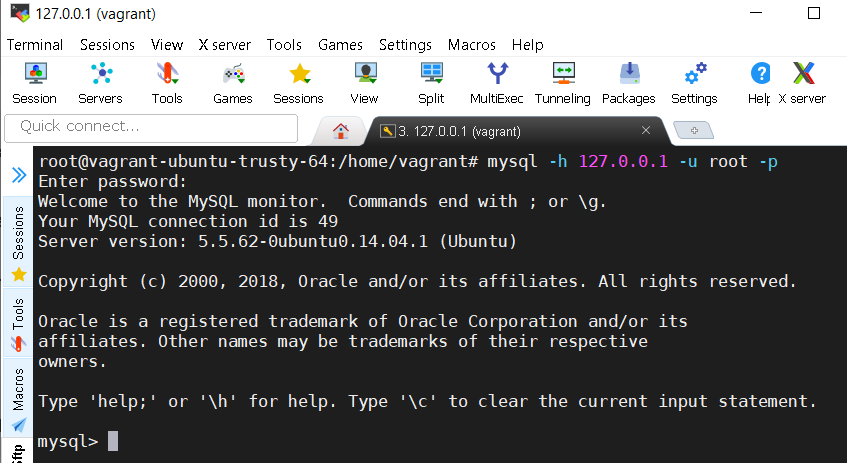 127.0.0.1 (vagrant)
Terminal Sessions View X server Tools Games Settings Macros Help
Session Servers Tools Games Sessions View Split MultiExec Tunneling Packages Settings Help X server
Quick connect...
3. 127.0.0.1 (vagrant)
root@vagrant-ubuntu-trusty-64:/home/vagrant# mysql -h 127.0.0.1 -u root -p
Enter password:
Welcome to the MySQL monitor.  Commands end with ; or \g.
Your MySQL connection id is 49
Server version: 5.5.62-0ubuntu0.14.04.1 (Ubuntu)
Copyright (c) 2000, 2018, Oracle and/or its affiliates. All rights reserved.
Oracle is a registered trademark of Oracle Corporation and/or its
affiliates. Other names may be trademarks of their respective
owners.
Type 'help;' or '\h' for help. Type '\c' to clear the current input statement.
mysql>
Sessions
Tools
Macros
Sftp